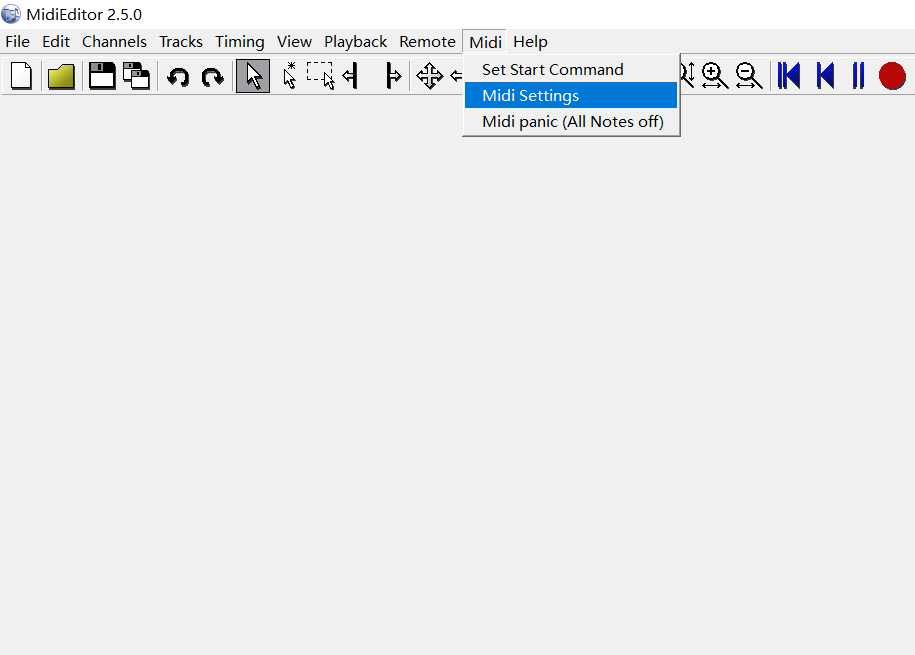 MidiEditor 2.5.0
File Edit Channels Tracks Timing View Playback Remote Midi Help
Set Start Command
Midi Settings
Midi panic (All Notes off)